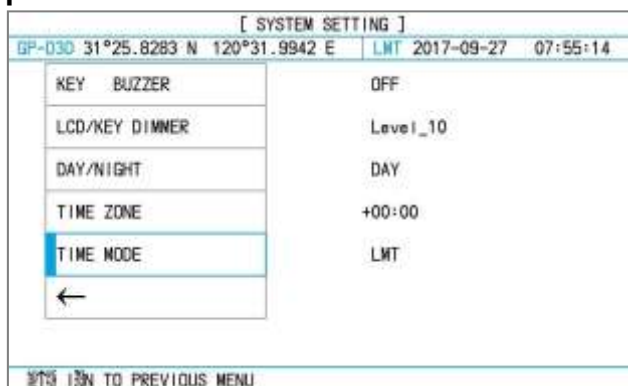 [ SYSTEM SETTING ]
GP-D3D 31°25.8283 N 120°31.9942 E LMT 2017-09-27 07:55:14
KEY BUZZER OFF
LCD/KEY DIMMER Level_10
DAY/NIGHT DAY
TIME ZONE +00:00
TIME MODE LMT
←
TO PREVIOUS MENU